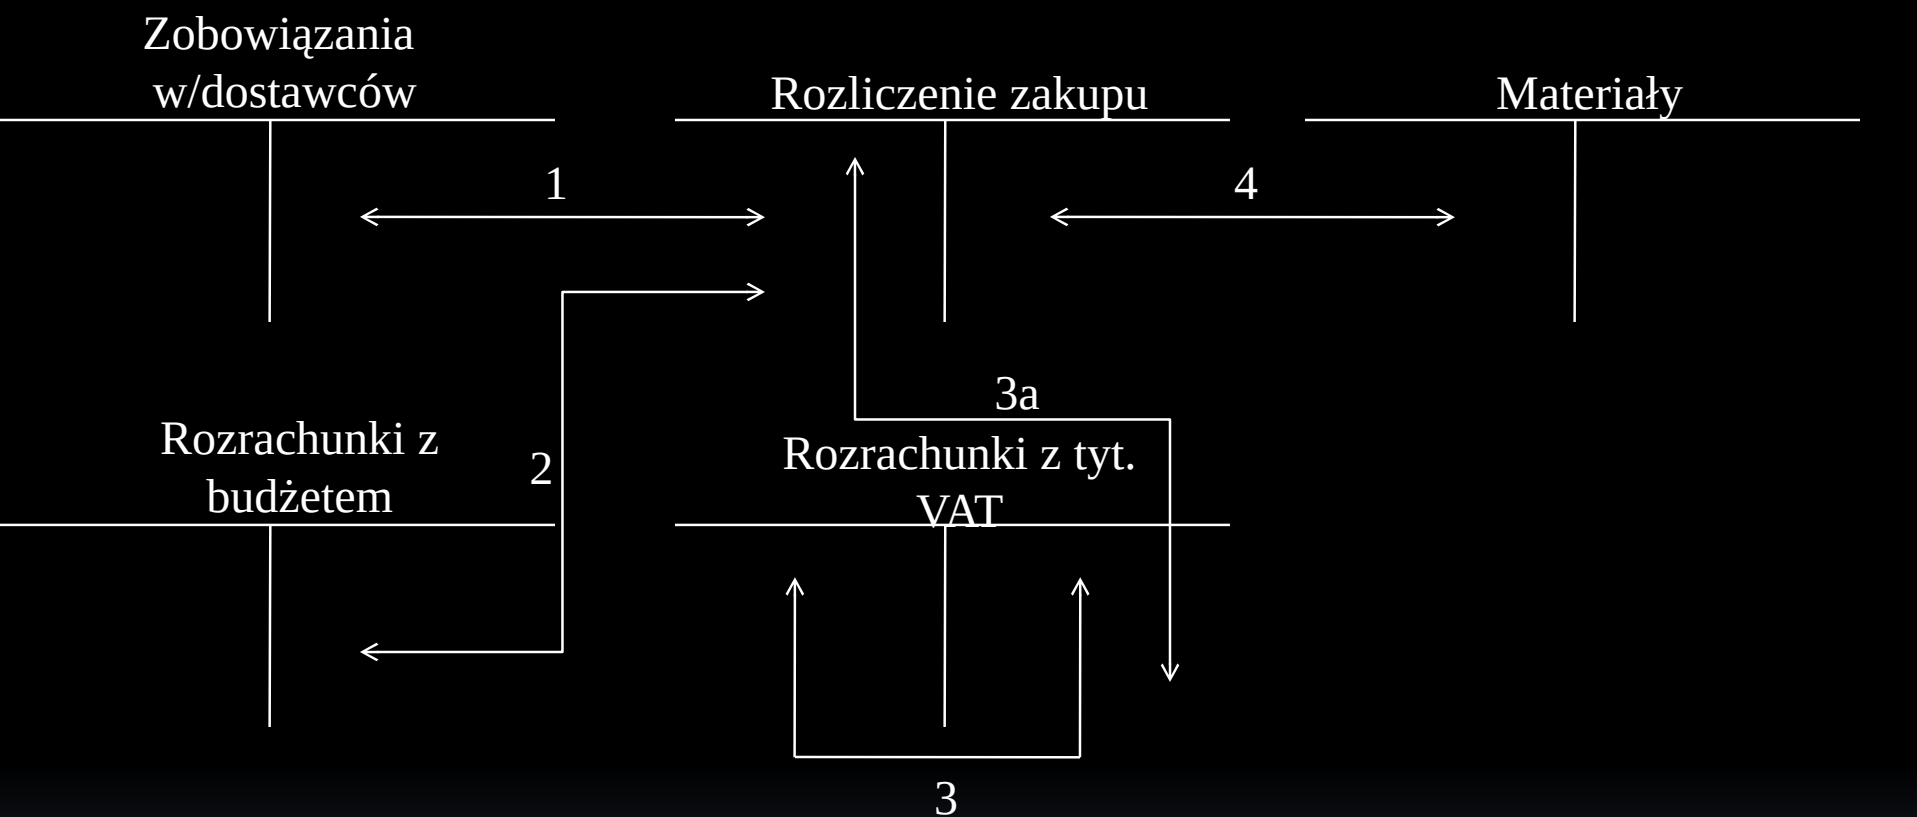 Zobowiązania
w/dostawców
Rozliczenie zakupu
Materiały
1
4
3a
Rozrachunki z
budżetem
2
Rozrachunki z tyt.
VAT
3